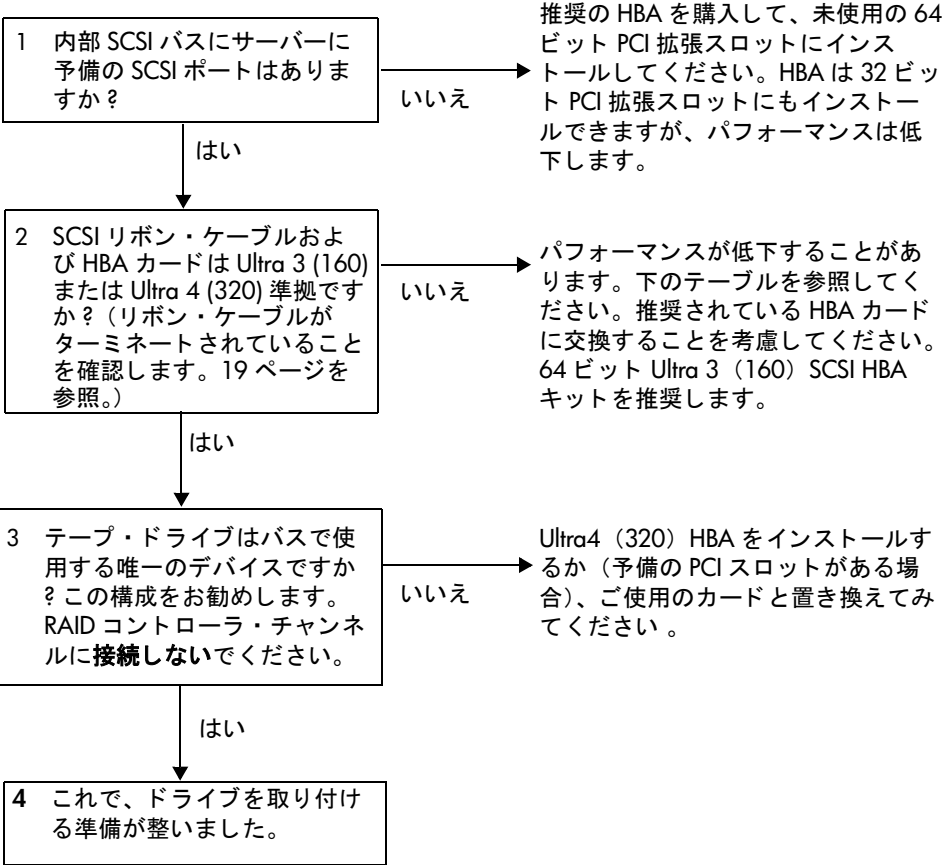 1 内部 SCSI バスにサーバーに
予備の SCSI ポートはありま
すか?
いいえ
推奨の HBA を購入して、未使用の 64
ビット PCI 拡張スロットにインス
トールしてください。HBA は 32 ビッ
ト PCI 拡張スロットにもインストー
ルできますが、パフォーマンスは低
下します。
はい
2 SCSI リボン・ケーブルおよ
び HBA カードは Ultra 3 (160)
または Ultra 4 (320) 準拠です
か?(リボン・ケーブルが
ターミネートされていること
を確認します。19 ページを
参照。)
いいえ
パフォーマンスが低下することがあ
ります。下のテーブルを参照してく
ださい。推奨されている HBA カード
に交換することを考慮してください。
64 ビット Ultra 3(160)SCSI HBA
キットを推奨します。
はい
3 テープ・ドライブはバスで使
用する唯一のデバイスですか
? この構成をお勧めします。
RAID コントローラ・チャンネ
ルに接続しないでください。
いいえ
Ultra4(320)HBA をインストールす
るか(予備の PCI スロットがある場
合)、ご使用のカードと置き換えてみ
てください 。
はい
4 これで、ドライブを取り付け
る準備が整いました。